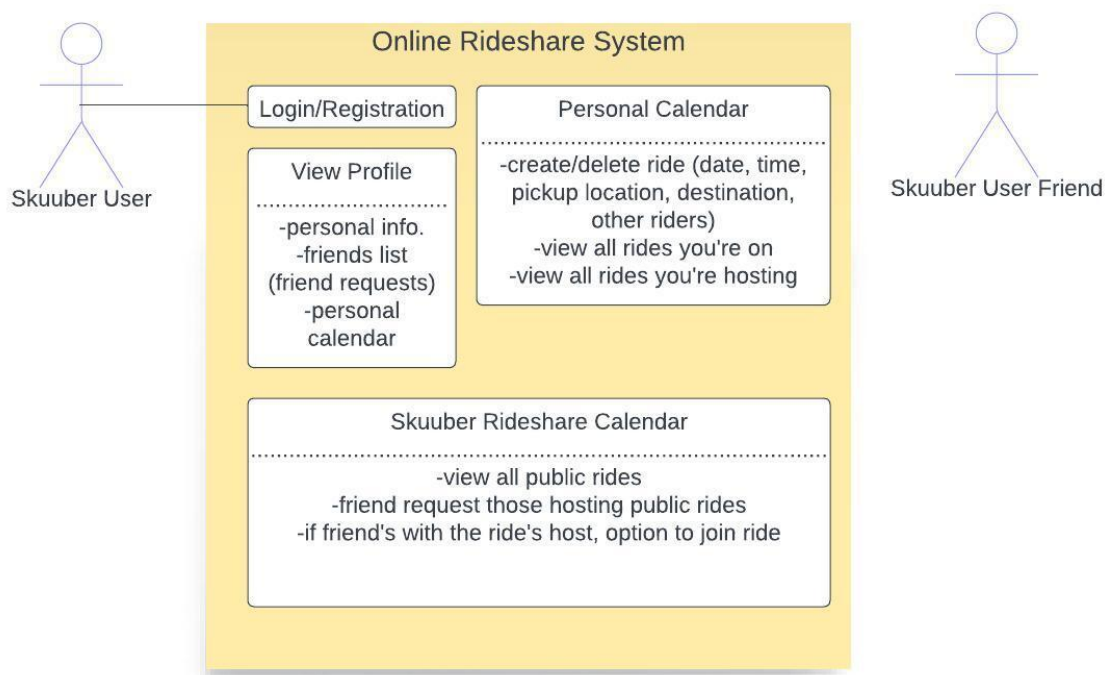 Online Rideshare System
Skuuber User
Login/Registration
View Profile
-personal info.
-friends list
(friend requests)
-personal
calendar
Personal Calendar
-create/delete ride (date, time,
pickup location, destination,
other riders)
-view all rides you're on
-view all rides you're hosting
Skuuber User Friend
Skuuber Rideshare Calendar
-view all public rides
-friend request those hosting public rides
-if friend's with the ride's host, option to join ride